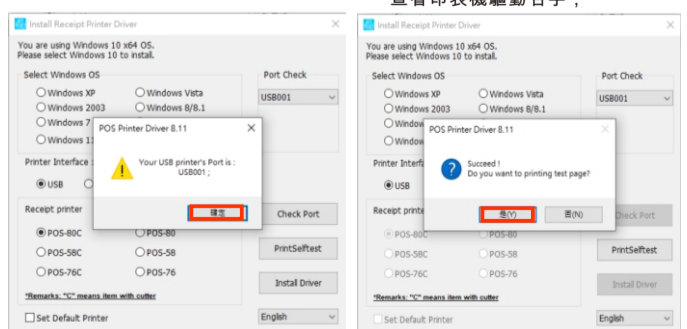 查看印表機驅動名字，
Install Receipt Printer Driver
You are using Windows 10 x64 OS.
Please select Windows 10 to install.
Select Windows OS
Port Check
Windows XP
Windows Vista
USB001
Windows 2003
Windows 8/8.1
Windows 7
Windows 11
POS Printer Driver 8.11
Your USB printer's Port is :
USB001 ;
確定
Printer Interface :
USB
Receipt printer
Check Port
POS-80C
POS-80
POS-58C
POS-58
PrintSelftest
POS-76C
POS-76
Install Driver
*Remarks: "C" means item with cutter
Set Default Printer
English
Install Receipt Printer Driver
You are using Windows 10 x64 OS.
Please select Windows 10 to install.
Select Windows OS
Port Check
Windows XP
Windows Vista
USB001
Windows 2003
Windows 8/8.1
Window
Window
POS Printer Driver 8.11
Succeed !
Do you want to printing test page?
是(Y)
否(N)
Printer Interfa
USB
Receipt printe
Check Port
POS-80C
POS-80
POS-58C
POS-58
PrintSelftest
POS-76C
POS-76
Install Driver
*Remarks: "C" means item with cutter
Set Default Printer
English